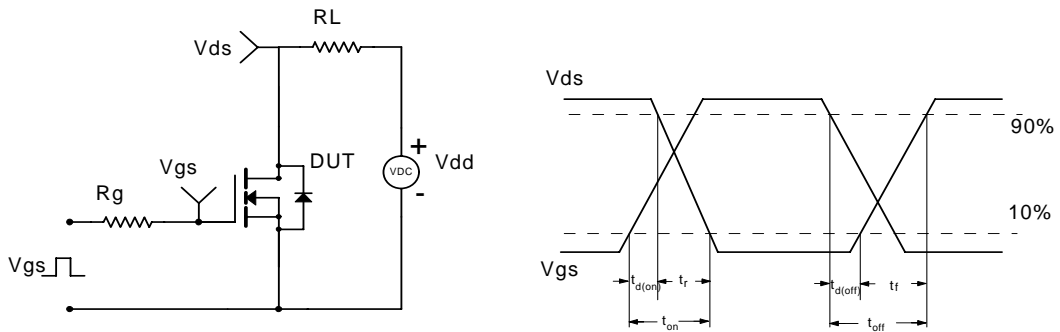 RL
Vds
Vgs
DUT
+
VDC
Vdd
-
Rg
Vgs
Vds
90%
10%
Vgs
td(on)
tr
td(off)
tf
ton
toff